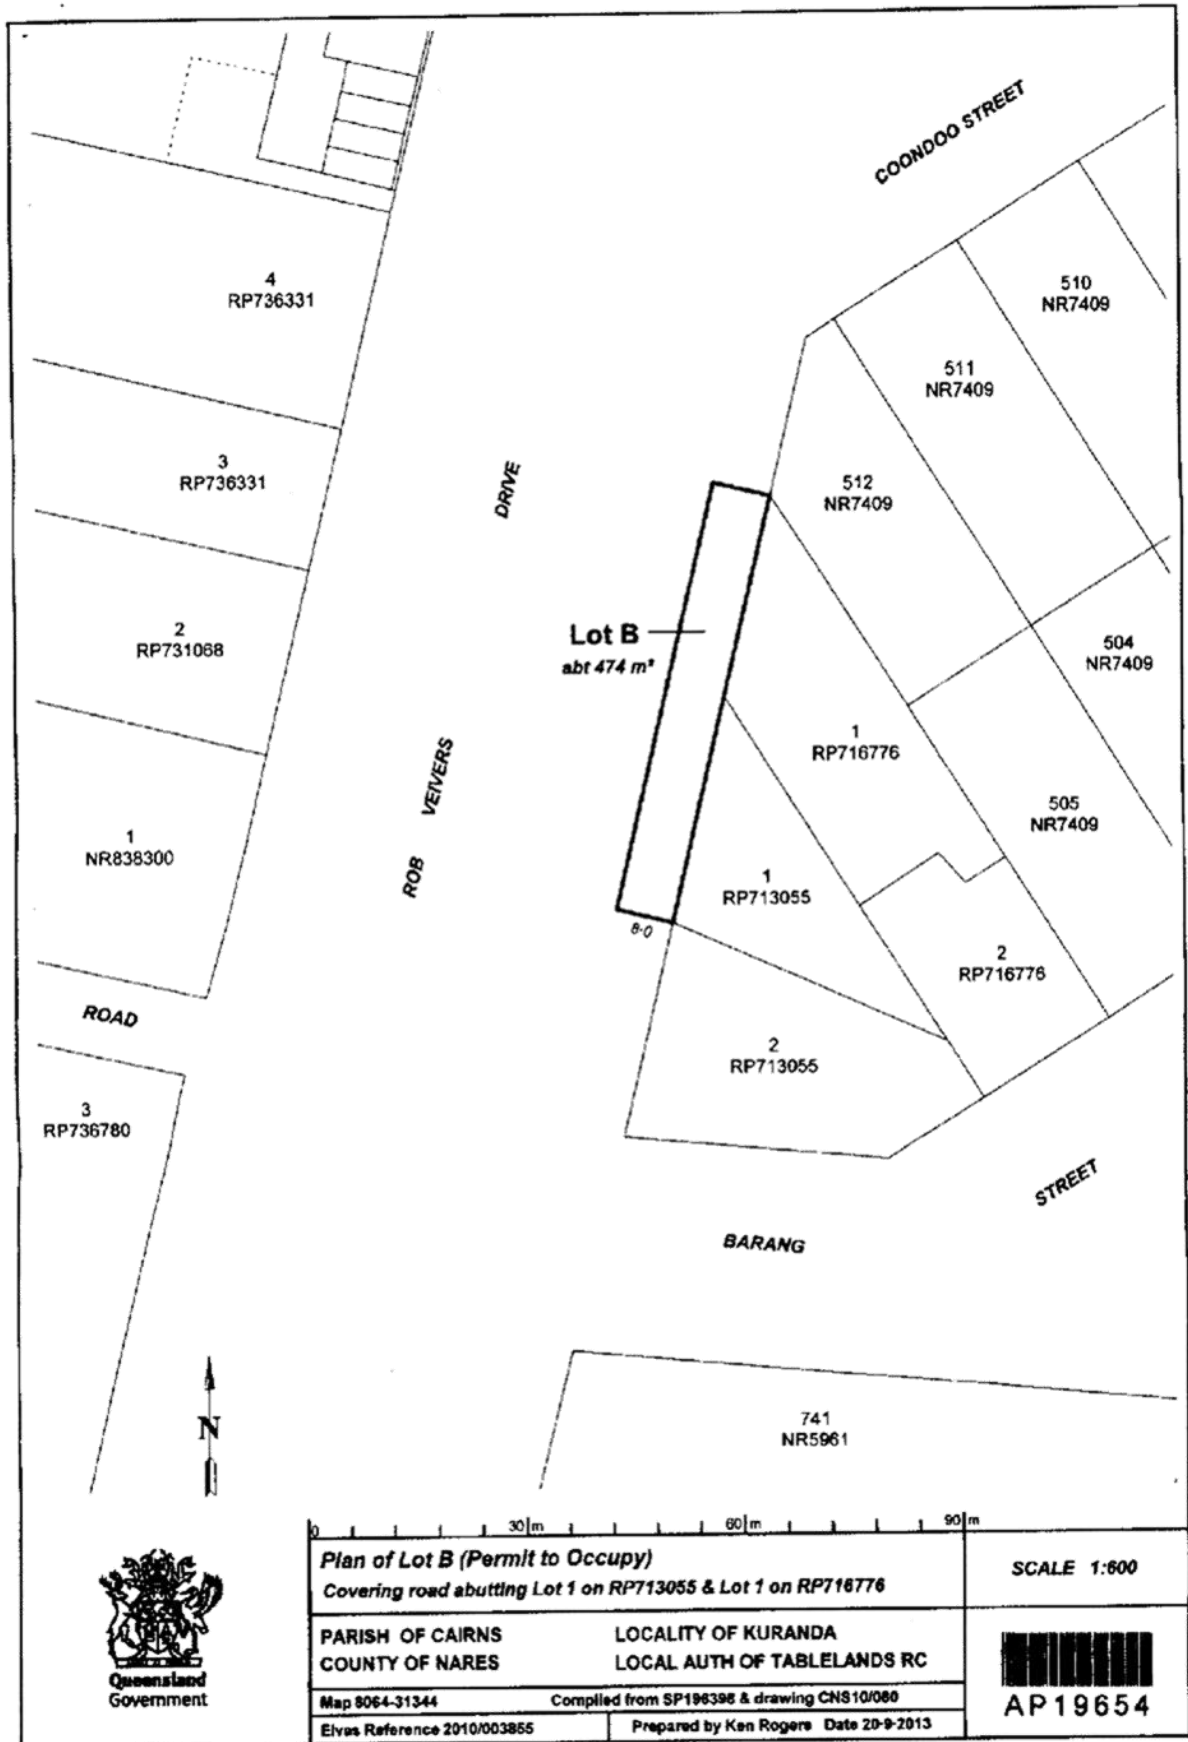 COONDOO STREET
4
RP736331
510
NR7409
511
NR7409
3
RP736331
512
NR7409
DRIVE
2
RP731068
Lot B
abt 474 m²
504
NR7409
1
RP716776
ROB VEIVERS
505
NR7409
1
NR838300
1
RP713055
8·0
2
RP716776
ROAD
2
RP713055
3
RP736780
STREET
BARANG
741
NR5961
N
0 30 m 60 m 90 m
Plan of Lot B (Permit to Occupy)
Covering road abutting Lot 1 on RP713055 & Lot 1 on RP716776
SCALE 1:600
PARISH OF CAIRNS LOCALITY OF KURANDA
COUNTY OF NARES LOCAL AUTH OF TABLELANDS RC
Map 8064-31344 Compiled from SP196398 & drawing CNS10/080
Elvas Reference 2010/003855 Prepared by Ken Rogers Date 20-9-2013
AP19654
Queensland
Government